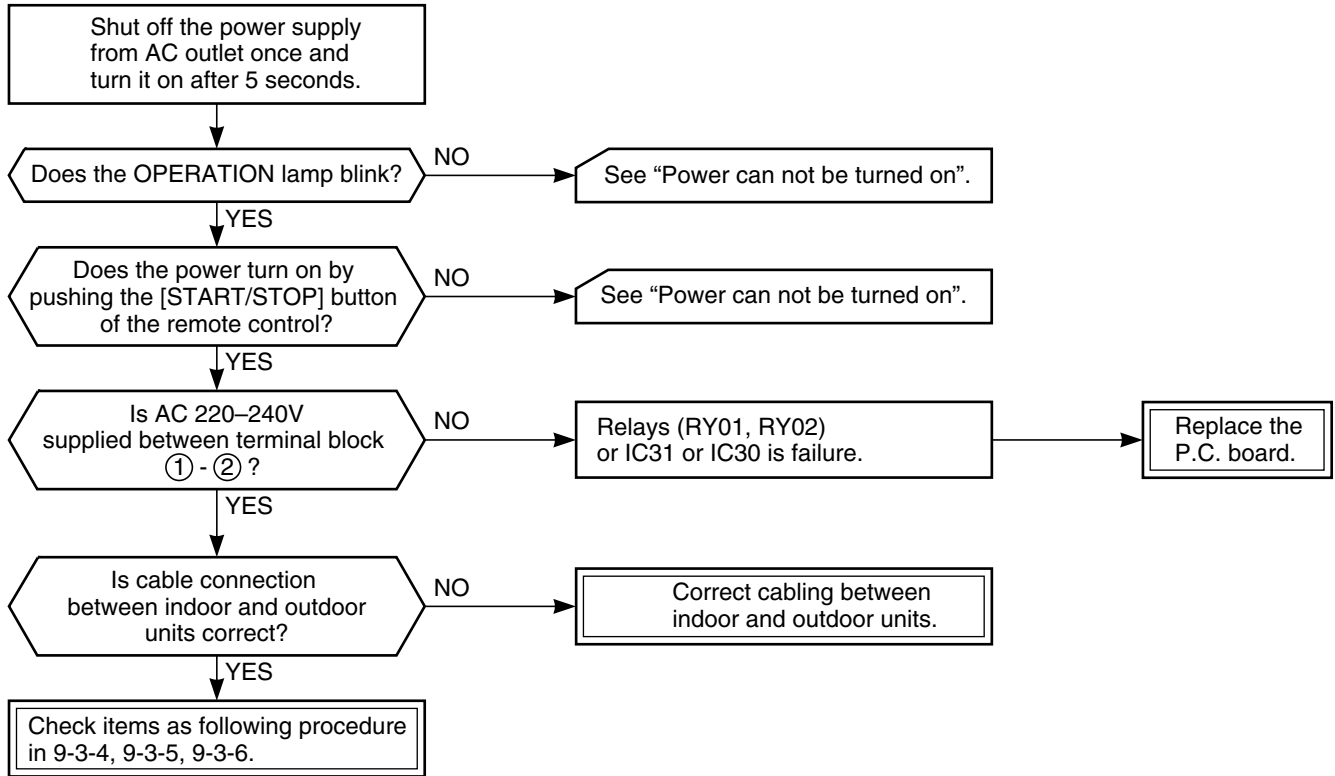 Shut off the power supply
from AC outlet once and
turn it on after 5 seconds.
Does the OPERATION lamp blink?
NO
See “Power can not be turned on”.
YES
Does the power turn on by
pushing the [START/STOP] button
of the remote control?
NO
See “Power can not be turned on”.
YES
Is AC 220–240V
supplied between terminal block
① - ② ?
NO
Relays (RY01, RY02)
or IC31 or IC30 is failure.
Replace the
P.C. board.
YES
Is cable connection
between indoor and outdoor
units correct?
NO
Correct cabling between
indoor and outdoor units.
YES
Check items as following procedure
in 9-3-4, 9-3-5, 9-3-6.